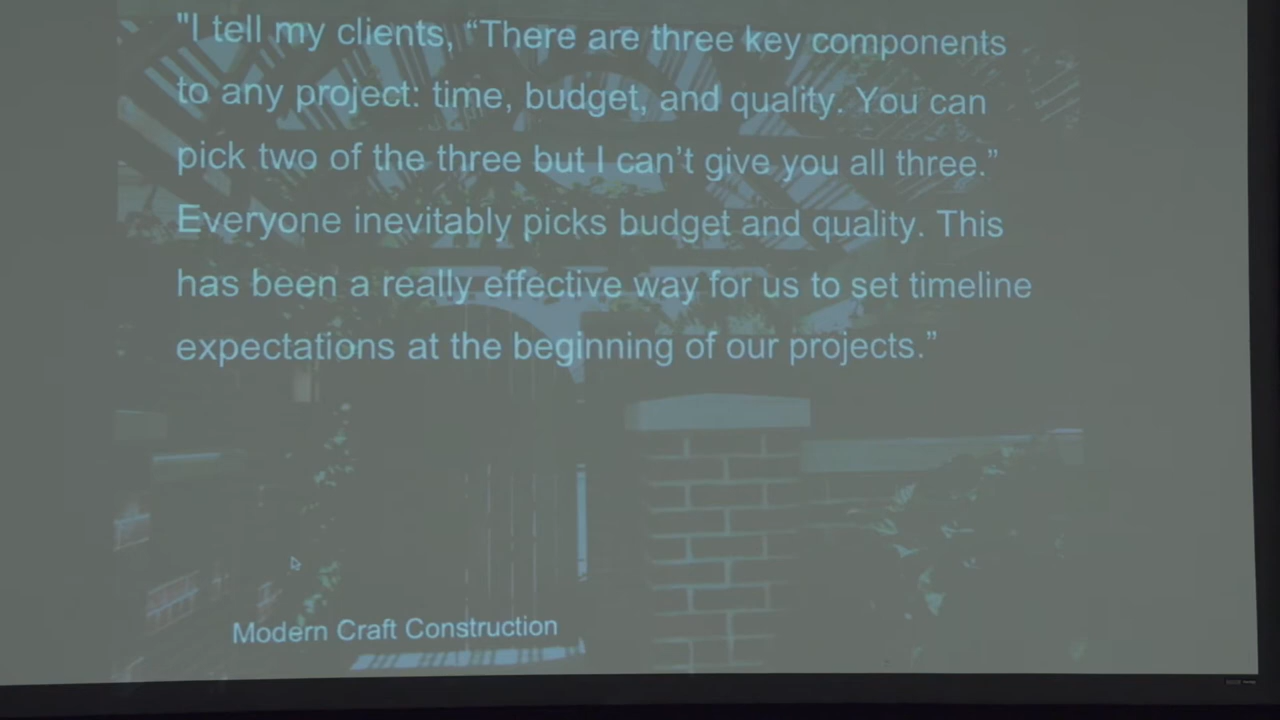 "I tell my clients, “There are three key components
to any project: time, budget, and quality. You can
pick two of the three but I can’t give you all three.”
Everyone inevitably picks budget and quality. This
has been a really effective way for us to set timeline
expectations at the beginning of our projects.”
Modern Craft Construction